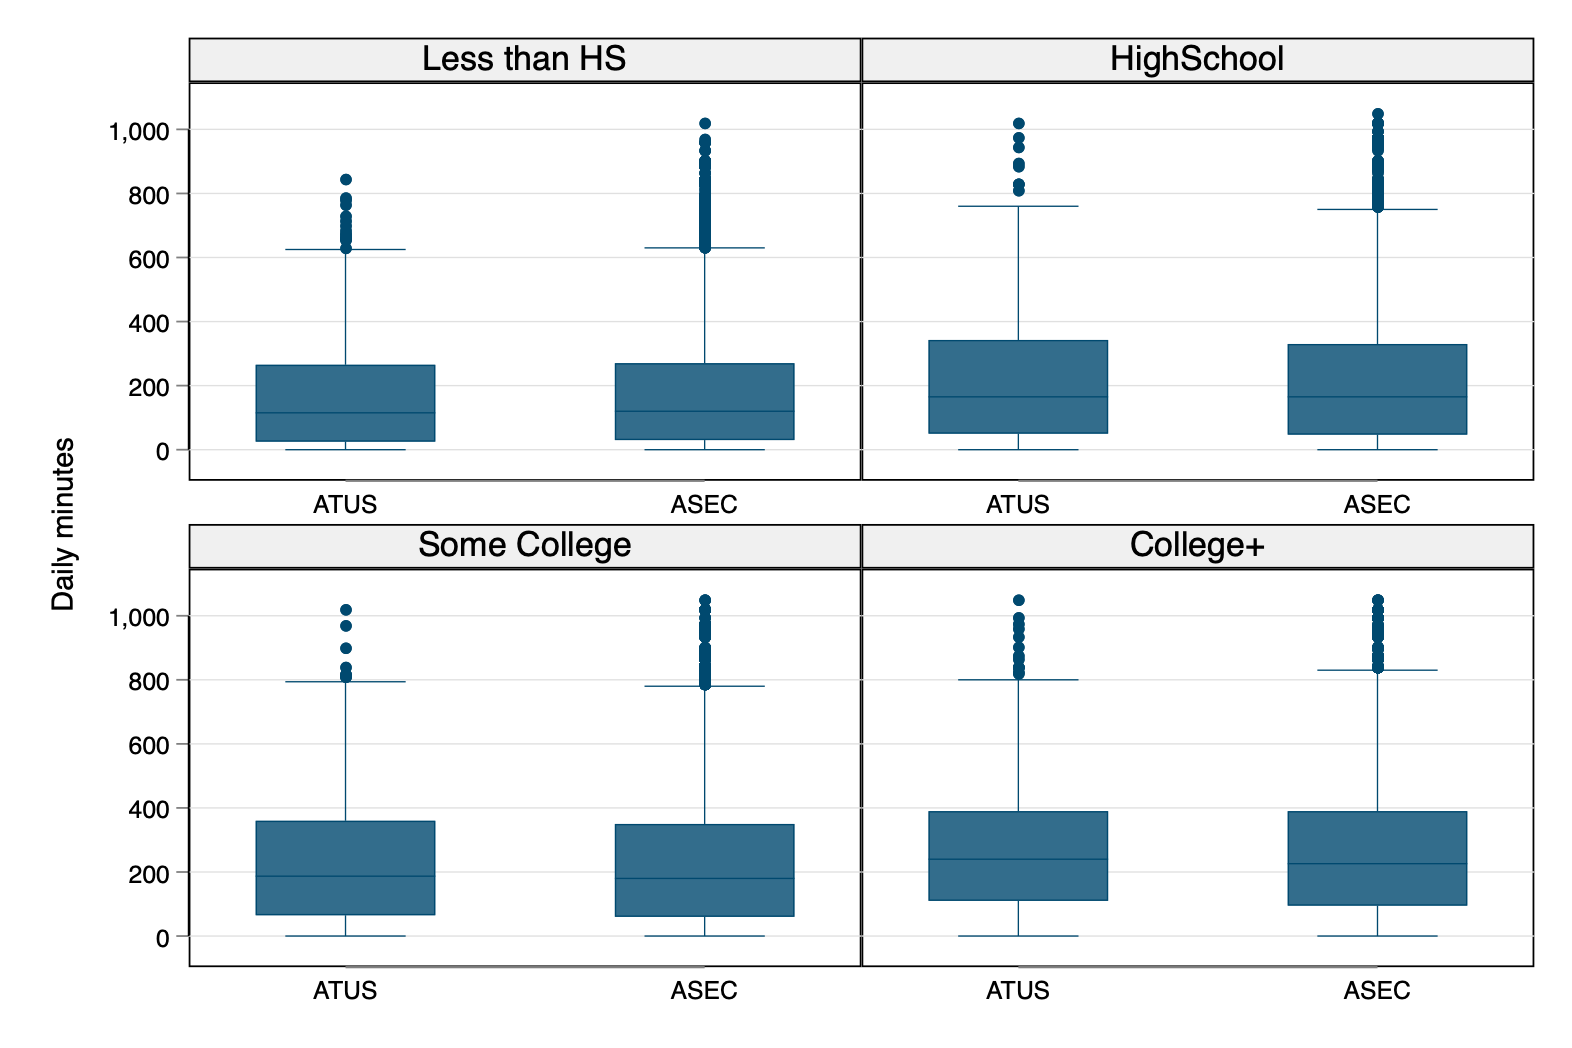 Less than HS
HighSchool
1,000
800
600
400
200
0
ATUS
ASEC
ATUS
ASEC
Daily minutes
Some College
College+
1,000
800
600
400
200
0
ATUS
ASEC
ATUS
ASEC